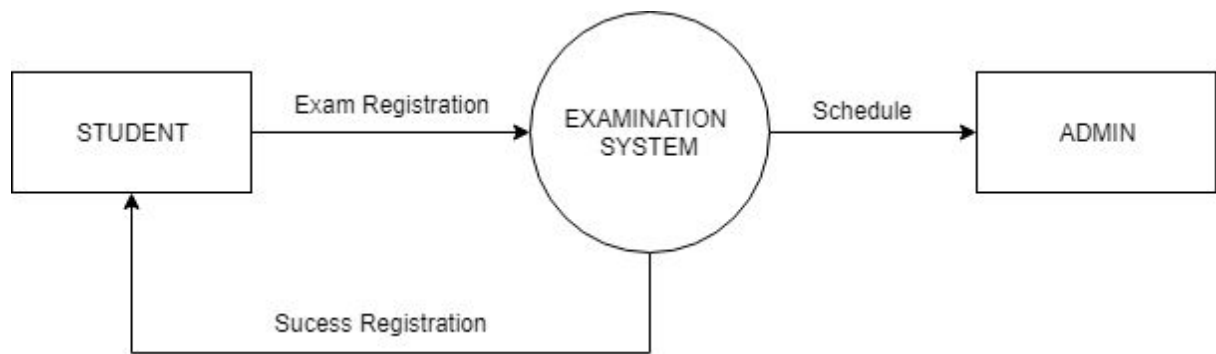 STUDENT
Exam Registration
EXAMINATION
SYSTEM
Schedule
ADMIN
Sucess Registration